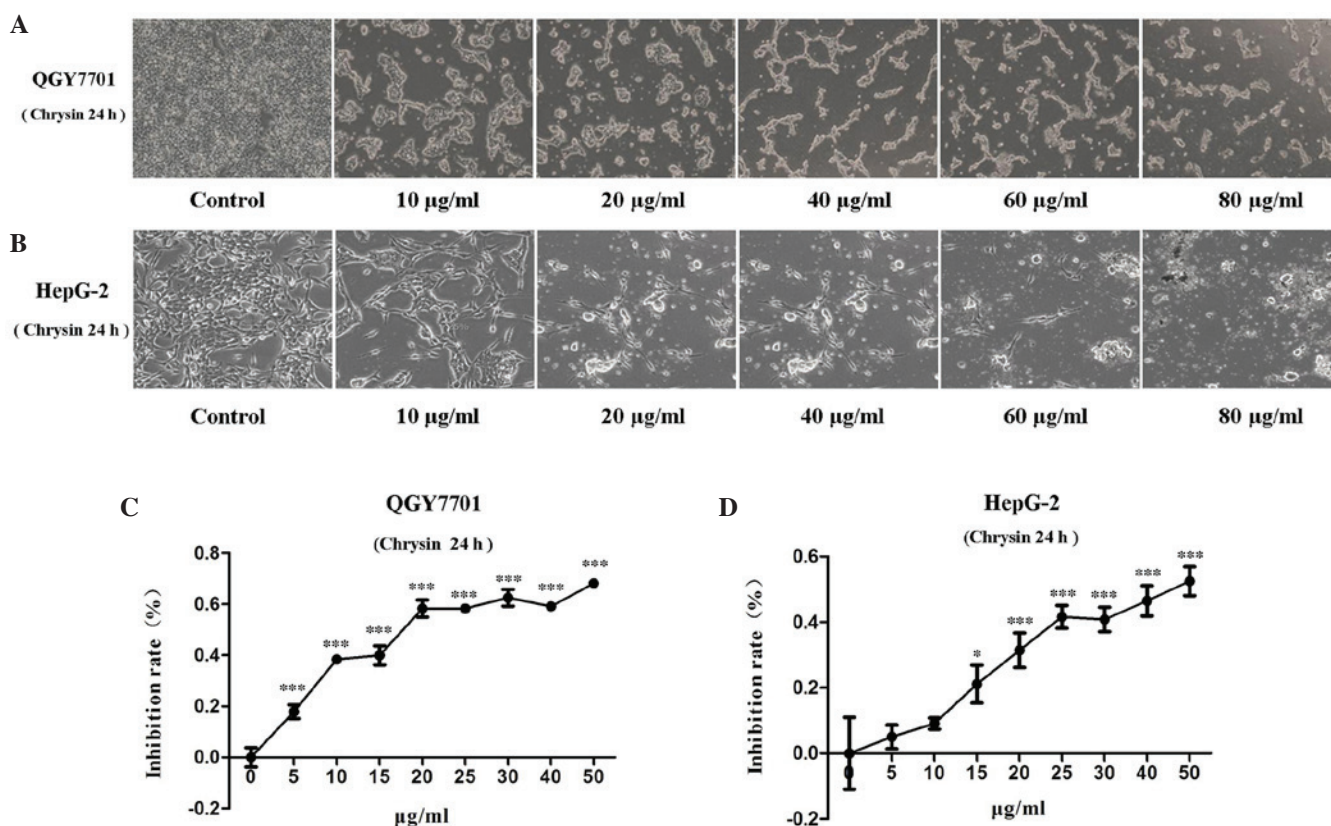 A
QGY7701
( Chrysin 24 h )
Control 10 µg/ml 20 µg/ml 40 µg/ml 60 µg/ml 80 µg/ml
B
HepG-2
( Chrysin 24 h )
Control 10 µg/ml 20 µg/ml 40 µg/ml 60 µg/ml 80 µg/ml
C
QGY7701
(Chrysin 24 h )
Inhibition rate (%)
0.8
0.6
0.4
0.2
0.0
-0.2
*** *** *** *** *** *** *** ***
0 5 10 15 20 25 30 40 50
µg/ml
D
HepG-2
(Chrysin 24 h )
Inhibition rate (%)
0.6
0.4
0.2
0.0
-0.2
* *** *** *** *** ***
0 5 10 15 20 25 30 40 50
µg/ml